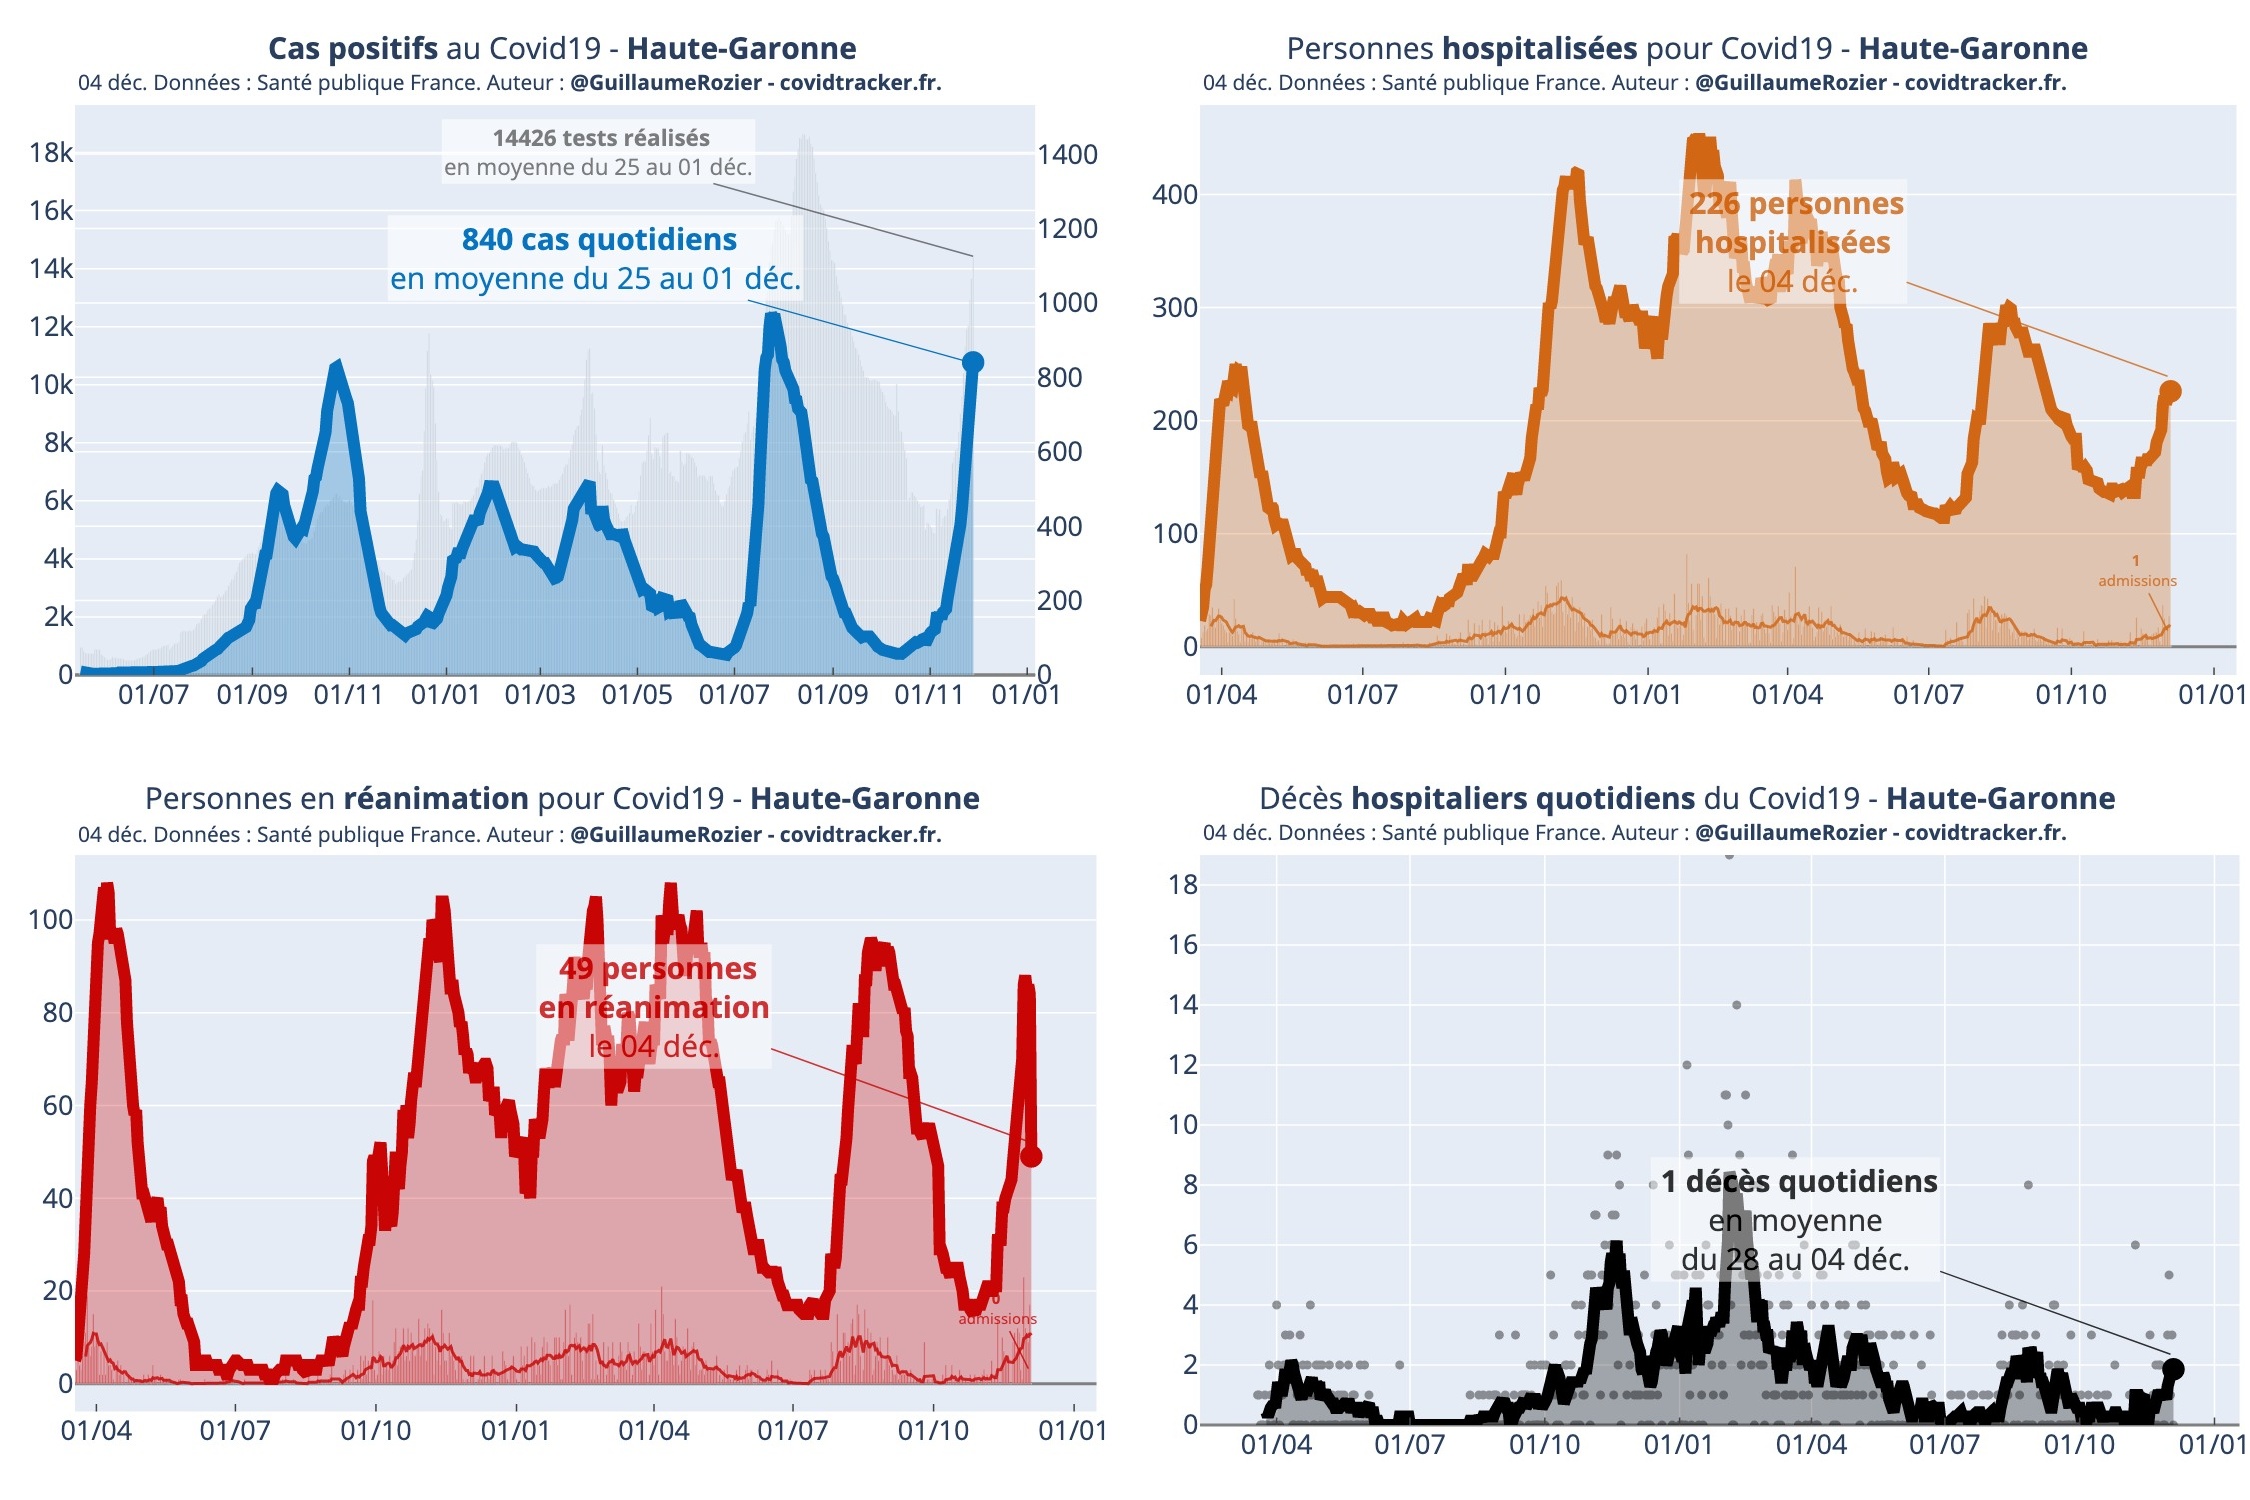 Cas positifs au Covid19 - Haute-Garonne
04 déc. Données : Santé publique France. Auteur : @GuillaumeRozier - covidtracker.fr.
14426 tests réalisés
en moyenne du 25 au 01 déc.
840 cas quotidiens
en moyenne du 25 au 01 déc.
18k
16k
14k
12k
10k
8k
6k
4k
2k
0
1400
1200
1000
800
600
400
200
0
01/07 01/09 01/11 01/01 01/03 01/05 01/07 01/09 01/11 01/01
Personnes hospitalisées pour Covid19 - Haute-Garonne
04 déc. Données : Santé publique France. Auteur : @GuillaumeRozier - covidtracker.fr.
226 personnes
hospitalisées
le 04 déc.
1
admissions
400
300
200
100
0
01/04 01/07 01/10 01/01 01/04 01/07 01/10 01/01
Personnes en réanimation pour Covid19 - Haute-Garonne
04 déc. Données : Santé publique France. Auteur : @GuillaumeRozier - covidtracker.fr.
49 personnes
en réanimation
le 04 déc.
admissions
100
80
60
40
20
0
01/04 01/07 01/10 01/01 01/04 01/07 01/10 01/01
Décès hospitaliers quotidiens du Covid19 - Haute-Garonne
04 déc. Données : Santé publique France. Auteur : @GuillaumeRozier - covidtracker.fr.
1 décès quotidiens
en moyenne
du 28 au 04 déc.
18
16
14
12
10
8
6
4
2
0
01/04 01/07 01/10 01/01 01/04 01/07 01/10 01/01